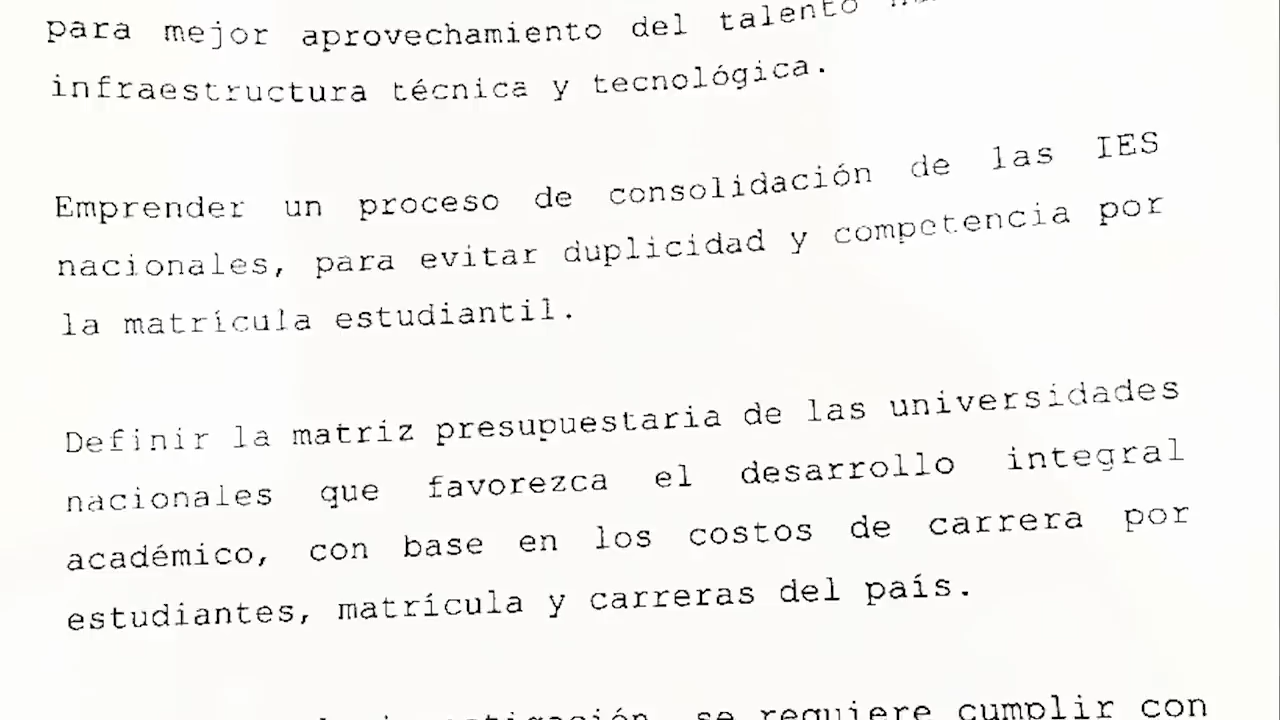 para mejor aprovechamiento del talento
infraestructura técnica y tecnológica.
Emprender un proceso de consolidación de las IES
nacionales, para evitar duplicidad y competencia por
la matrícula estudiantil.
Definir la matriz presupuestaria de las universidades
nacionales que favorezca el desarrollo integral
académico, con base en los costos de carrera por
estudiantes, matrícula y carreras del país.
se requiere cumplir con